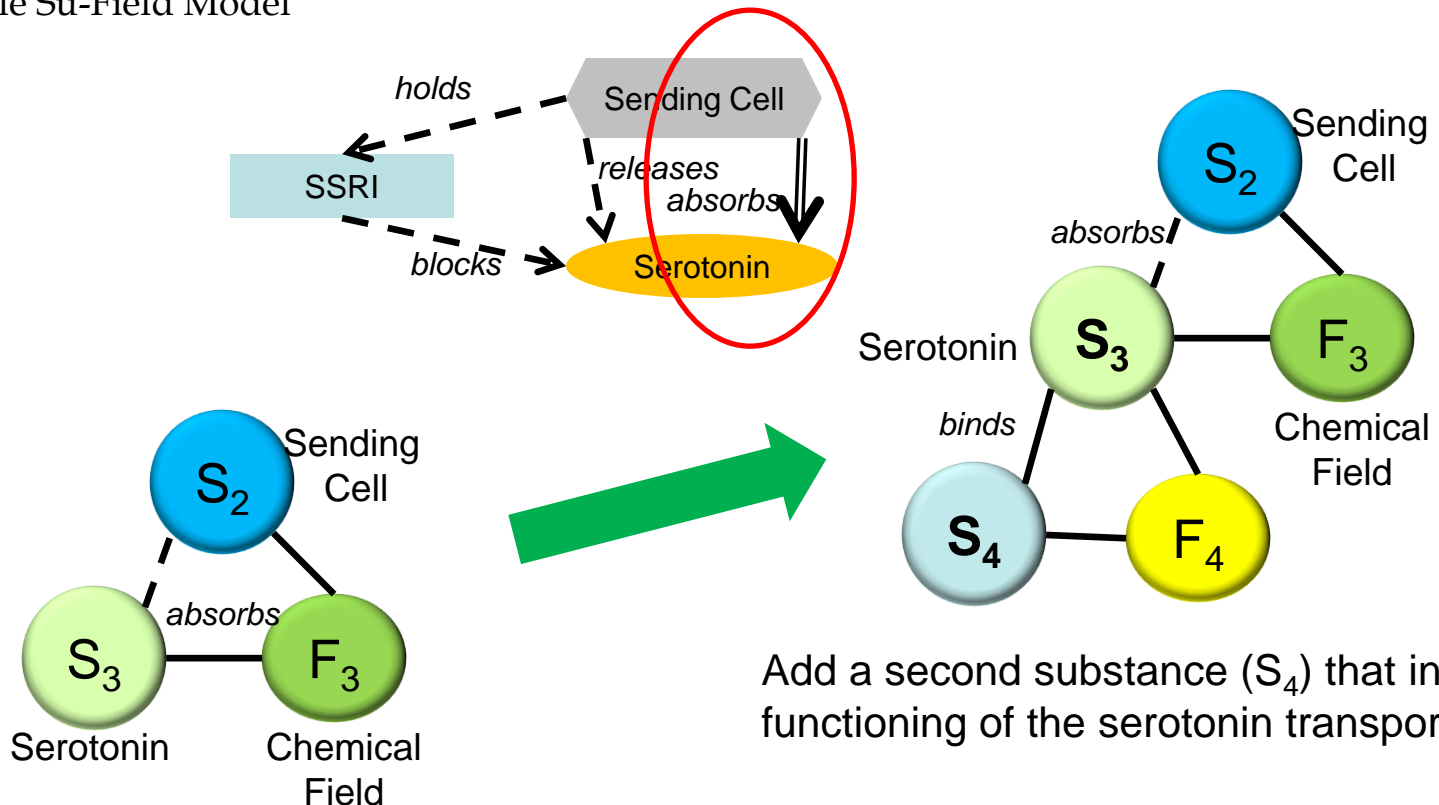 Su-Field Model
holds
Sending Cell
SSRI
releases
absorbs
blocks
Serotonin
S2
Sending
Cell
absorbs
Serotonin
S3
F3
binds
Chemical
Field
S4
F4
S2
Sending
Cell
absorbs
S3
F3
Serotonin
Chemical
Field
Add a second substance (S4) that in
functioning of the serotonin transpor